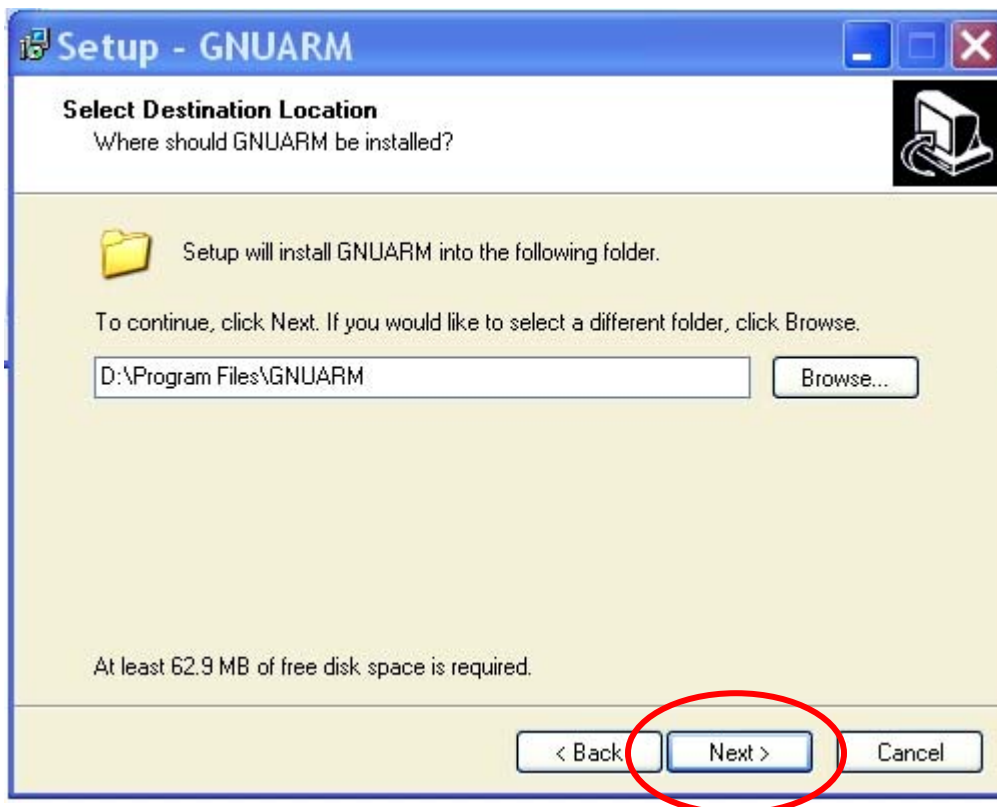 Setup - GNUARM
Select Destination Location
Where should GNUARM be installed?
Setup will install GNUARM into the following folder.
To continue, click Next. If you would like to select a different folder, click Browse.
D:\Program Files\GNUARM
Browse...
At least 62.9 MB of free disk space is required.
< Back
Next >
Cancel